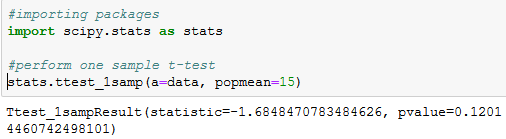 #importing packages
import scipy.stats as stats
#perform one sample t-test
stats.ttest_1samp(a=data, popmean=15)
Ttest_1sampResult(statistic=-1.6848470783484626, pvalue=0.1201
4460742498101)